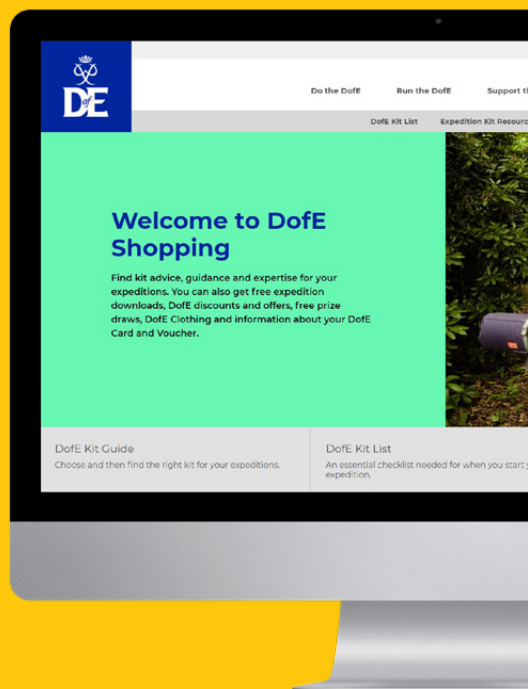 DofE
Do the DofE Run the DofE Support
DofE Kit List Expedition Kit
Welcome to DofE
Shopping
Find kit advice, guidance and expertise for your
expeditions. You can also get free expedition
downloads, DofE discounts and offers, free prize
draws, DofE Clothing and information about your DofE
Card and Voucher.
DofE Kit Guide
Choose and then find the right kit for your expeditions.
DofE Kit List
An essential checklist needed for when you start
expedition.